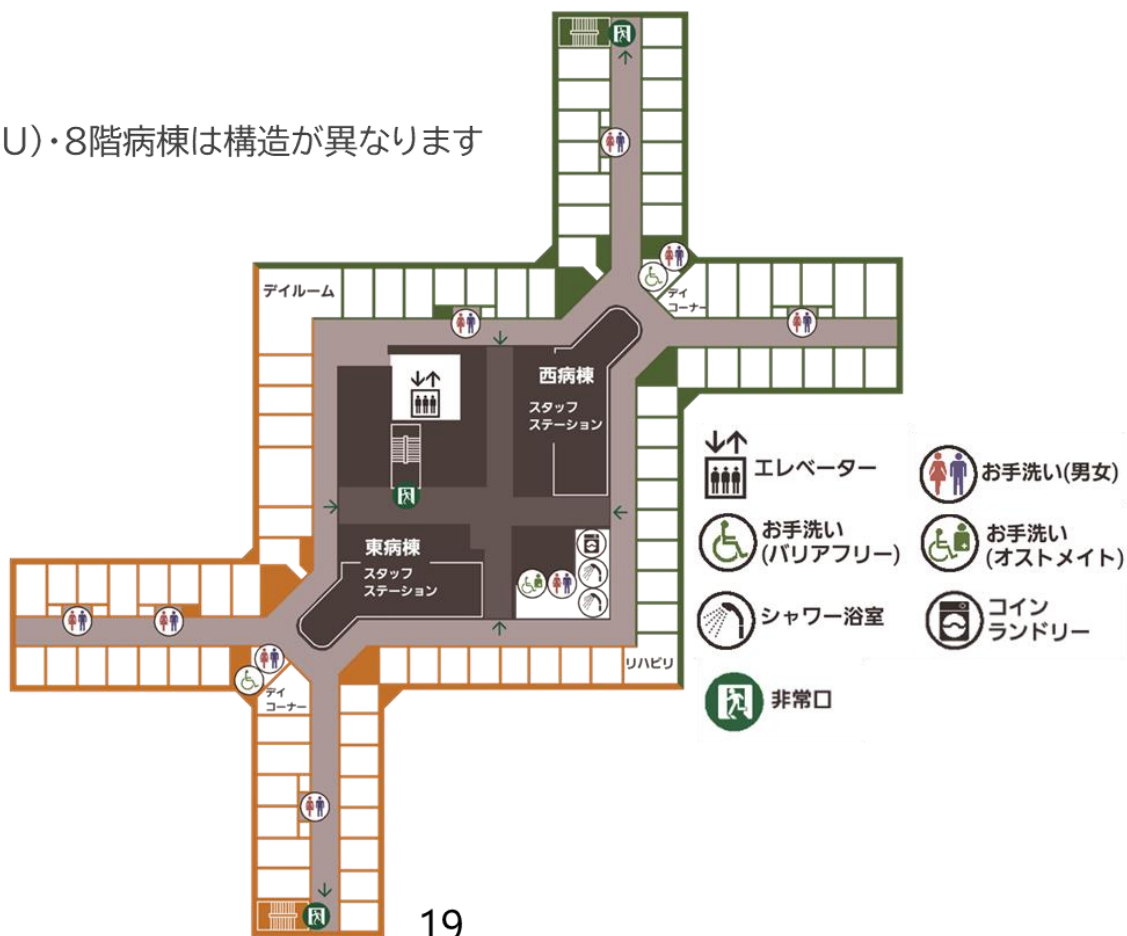 U)・8階病棟は構造が異なります
デイルーム
デイ
コーナー
西病棟
スタッフ
ステーション
東病棟
スタッフ
ステーション
リハビリ
デイ
コーナー
エレベーター
お手洗い(男女)
お手洗い
(バリアフリー)
お手洗い
(オストメイト)
シャワー浴室
コイン
ランドリー
非常口
19